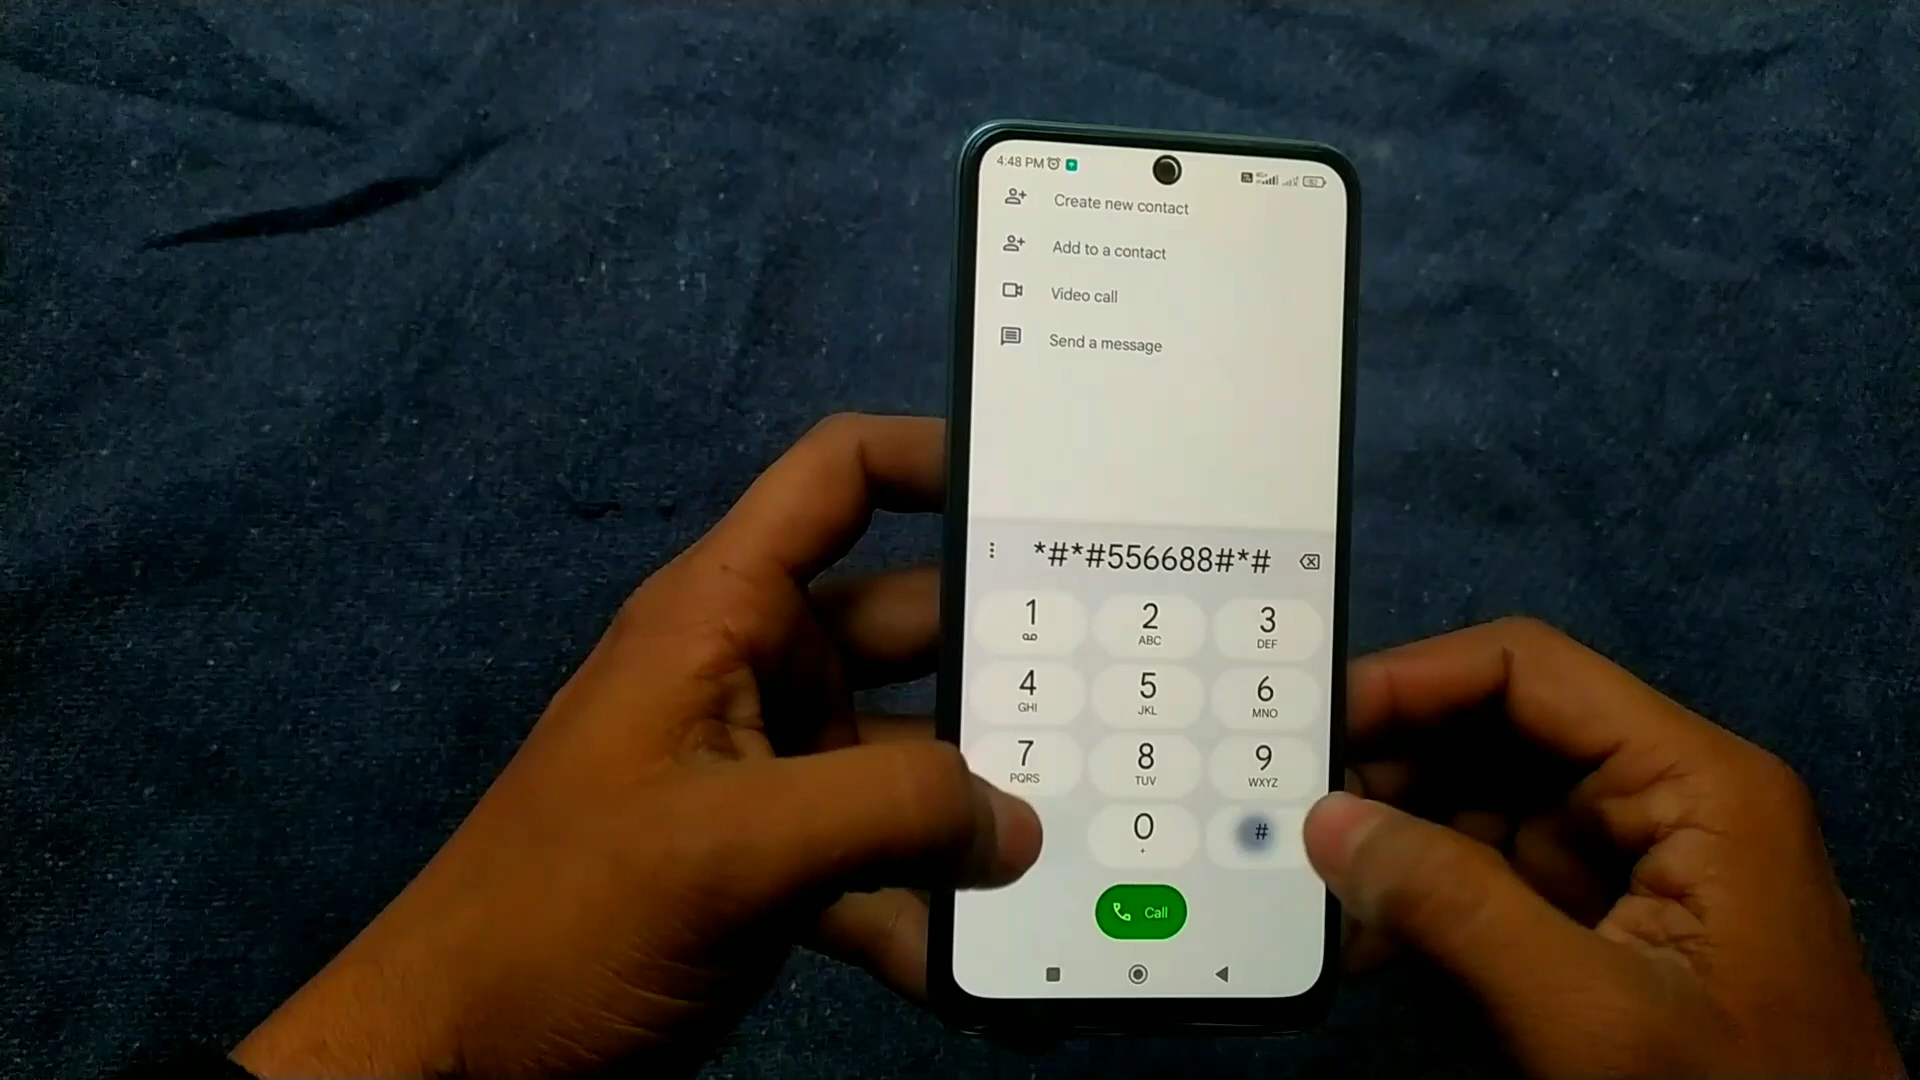 4:48 PM
Create new contact
Add to a contact
Video call
Send a message
*#*#556688#*#
1 2 3
ABC DEF
4 5 6
GHI JKL MNO
7 8 9
PQRS TUV WXYZ
0 #
+
Call